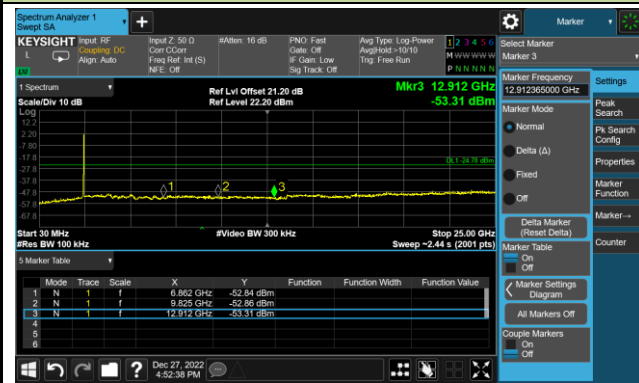 Spectrum Analyzer 1
Swept SA
Marker
KEYSIGHT
L
Input: RF
Coupling: DC
Align: Auto
Input Z: 50 Ω
Corr CCorr
Freq Ref: Int (S)
NFE: Off
#Atten: 16 dB
PNO: Fast
Gate: Off
IF Gain: Low
Sig Track: Off
Avg Type: Log-Power
Avg|Hold:>10/10
Trig: Free Run
1 2 3 4 5 6
M W W W W W
P N N N N N
Select Marker
Marker 3
1 Spectrum
Scale/Div 10 dB
Log
Ref Lvl Offset 21.20 dB
Ref Level 22.20 dBm
Mkr3 12.912 GHz
-53.31 dBm
12.2
2.20
-7.80
-17.8
-27.8
-37.8
-47.8
-57.8
-67.8
DL1 -24.78 dBm
1
2
3
Start 30 MHz
#Res BW 100 kHz
#Video BW 300 kHz
Stop 25.00 GHz
Sweep ~2.44 s (2001 pts)
5 Marker Table
Mode Trace Scale X Y Function Function Width Function Value
1 N 1 f 6.862 GHz -52.84 dBm
2 N 1 f 9.825 GHz -52.86 dBm
3 N 1 f 12.912 GHz -53.31 dBm
4
5
6
Marker Frequency
12.912365000 GHz
Marker Mode
Normal
Delta (Δ)
Fixed
Off
Delta Marker
(Reset Delta)
Marker Table
On
Off
Marker Settings
Diagram
All Markers Off
Couple Markers
On
Off
Settings
Peak
Search
Pk Search
Config
Properties
Marker
Function
Marker→
Counter
?
Dec 27, 2022
4:52:38 PM